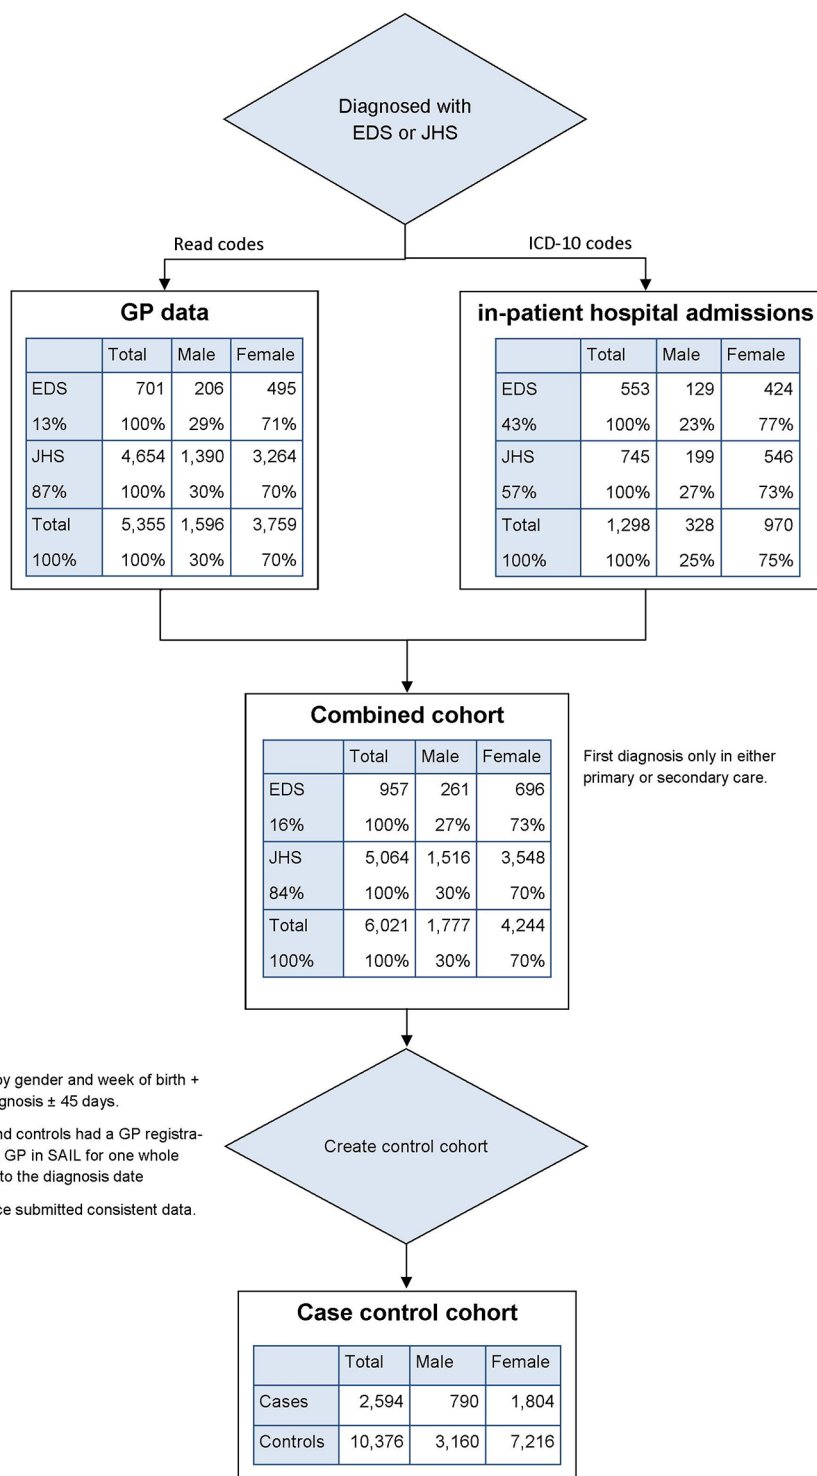 Diagnosed with
EDS or JHS
Read codes
ICD-10 codes
GP data
Total Male Female
EDS 701 206 495
13% 100% 29% 71%
JHS 4,654 1,390 3,264
87% 100% 30% 70%
Total 5,355 1,596 3,759
100% 100% 30% 70%
in-patient hospital admissions
Total Male Female
EDS 553 129 424
43% 100% 23% 77%
JHS 745 199 546
57% 100% 27% 73%
Total 1,298 328 970
100% 100% 25% 75%
Combined cohort
Total Male Female
EDS 957 261 696
16% 100% 27% 73%
JHS 5,064 1,516 3,548
84% 100% 30% 70%
Total 6,021 1,777 4,244
100% 100% 30% 70%
First diagnosis only in either
primary or secondary care.
by gender and week of birth +
gnosis ± 45 days.
nd controls had a GP registra-
GP in SAIL for one whole
to the diagnosis date
ce submitted consistent data.
Create control cohort
Case control cohort
Total Male Female
Cases 2,594 790 1,804
Controls 10,376 3,160 7,216